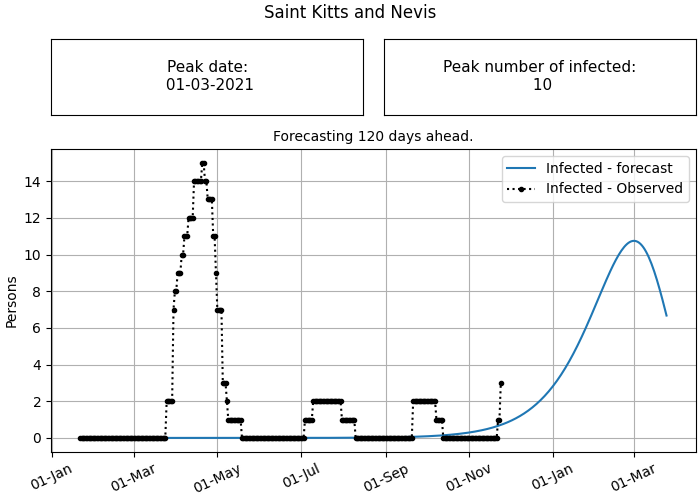 Saint Kitts and Nevis
Peak date:
01-03-2021
Peak number of infected:
10
Forecasting 120 days ahead.
Infected - forecast
Infected - Observed
Persons
14
12
10
8
6
4
2
0
01-Jan
01-Mar
01-May
01-Jul
01-Sep
01-Nov
01-Jan
01-Mar